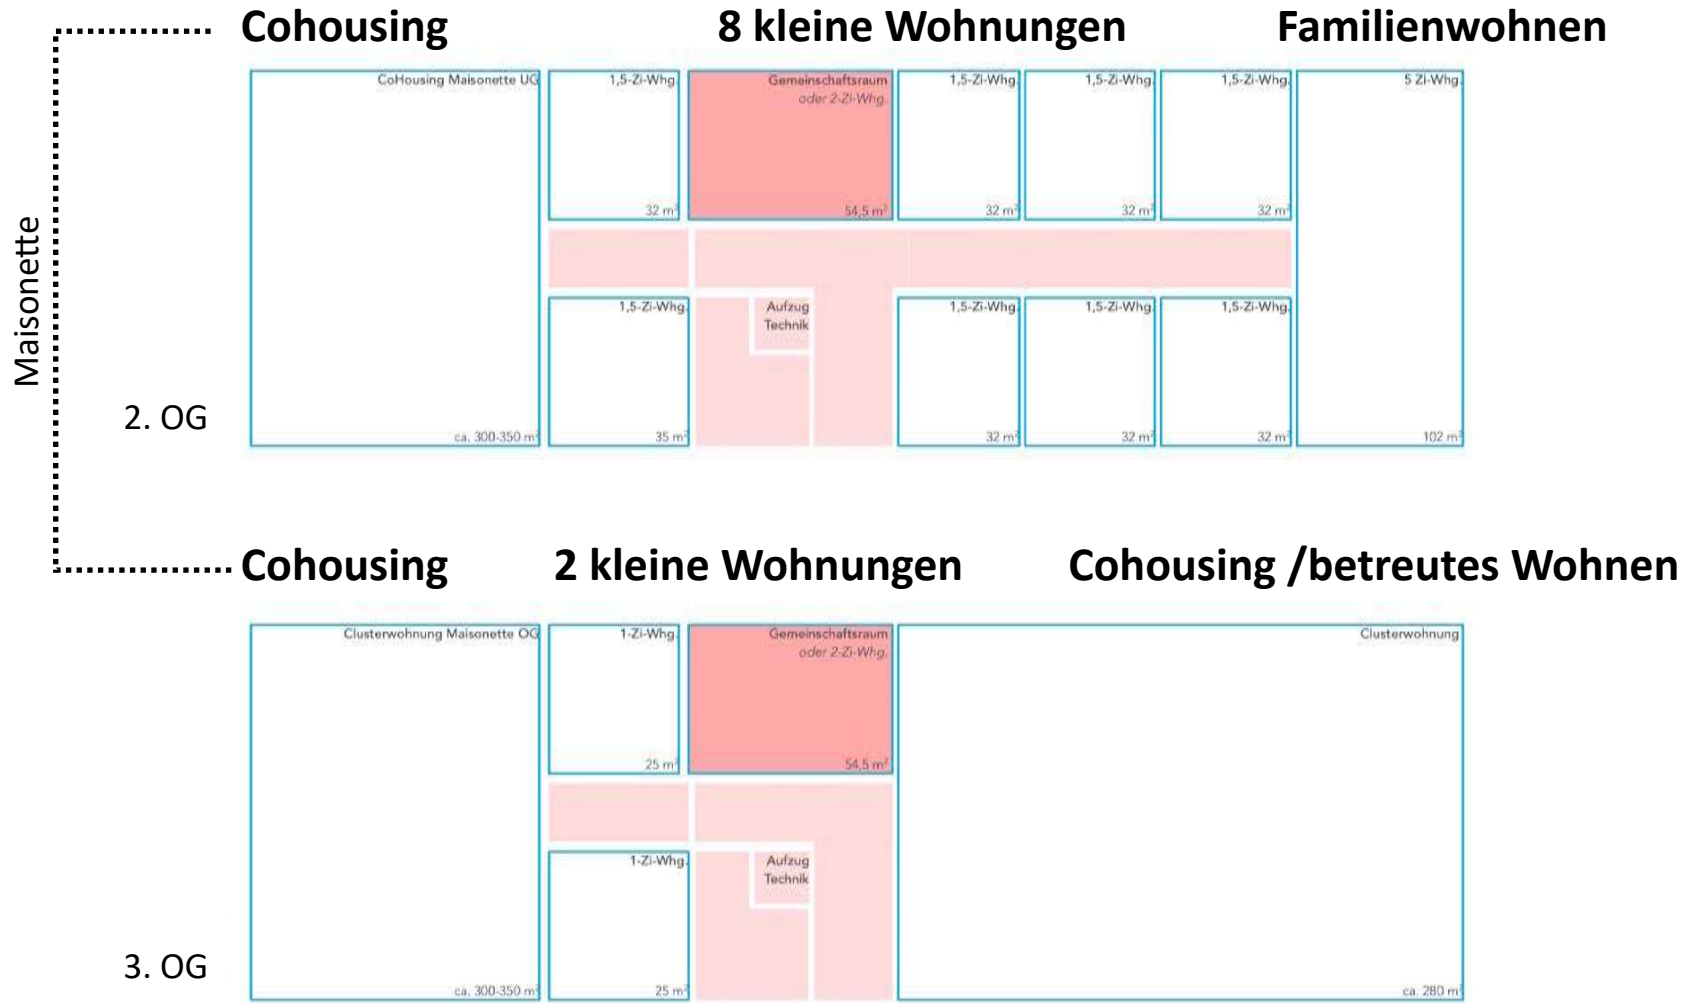 Cohousing
8 kleine Wohnungen
Familienwohnen
Maisonette
2. OG
CoHousing Maisonette UG
ca. 300-350 m²
1,5-Zi-Whg.
32 m²
Gemeinschaftsraum
oder 2-Zi-Whg.
54,5 m²
1,5-Zi-Whg.
32 m²
1,5-Zi-Whg.
32 m²
1,5-Zi-Whg.
32 m²
5 Zi-Whg.
102 m²
1,5-Zi-Whg.
35 m²
Aufzug
Technik
1,5-Zi-Whg.
32 m²
1,5-Zi-Whg.
32 m²
1,5-Zi-Whg.
32 m²
Cohousing
2 kleine Wohnungen
Cohousing /betreutes Wohnen
3. OG
Clusterwohnung Maisonette OG
ca. 300-350 m²
1-Zi-Whg.
25 m²
Gemeinschaftsraum
oder 2-Zi-Whg.
54,5 m²
Clusterwohnung
ca. 280 m²
1-Zi-Whg.
25 m²
Aufzug
Technik